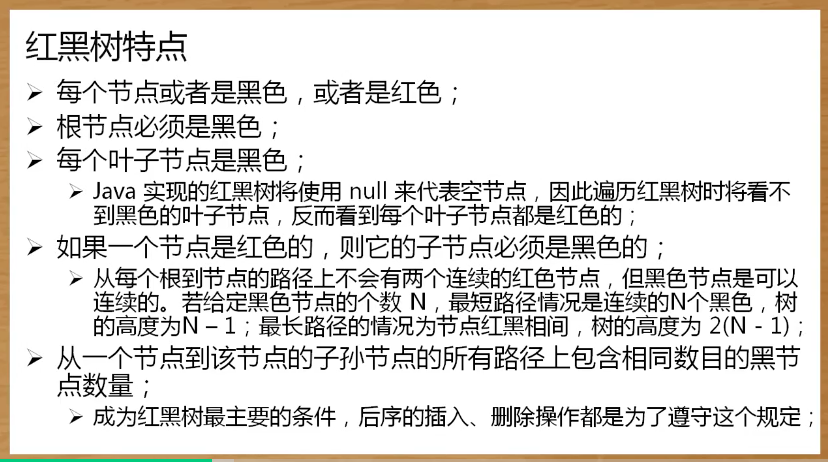 红黑树特点
➢ 每个节点或者是黑色，或者是红色；
➢ 根节点必须是黑色；
➢ 每个叶子节点是黑色；
➢ Java 实现的红黑树将使用 null 来代表空节点，因此遍历红黑树时将看不
到黑色的叶子节点，反而看到每个叶子节点都是红色的；
➢ 如果一个节点是红色的，则它的子节点必须是黑色的；
➢ 从每个根到节点的路径上不会有两个连续的红色节点，但黑色节点是可以
连续的。若给定黑色节点的个数 N，最短路径情况是连续的N个黑色，树
的高度为N – 1；最长路径的情况为节点红黑相间，树的高度为 2(N - 1)；
➢ 从一个节点到该节点的子孙节点的所有路径上包含相同数目的黑节
点数量；
➢ 成为红黑树最主要的条件，后序的插入、删除操作都是为了遵守这个规定；